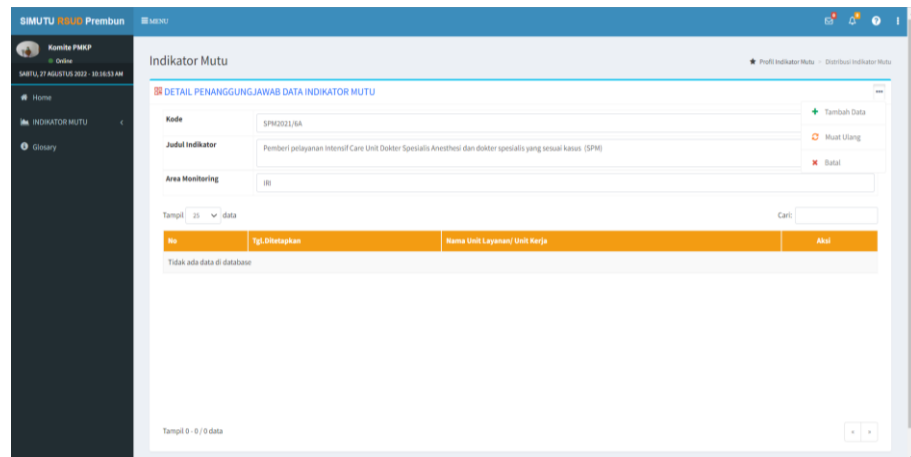 SIMUTU RSUD Prembun
MENU
Komite PMKP
Online
SABTU, 27 AGUSTUS 2022 - 10:16:53 AM
Home
INDIKATOR MUTU
Glosary
Indikator Mutu
Profil Indikator Mutu - Distribusi Indikator Mutu
DETAIL PENANGGUNGJAWAB DATA INDIKATOR MUTU
Tambah Data
Muat Ulang
Batal
Kode
SPM2021/6A
Judul Indikator
Pemberi pelayanan Intensif Care Unit Dokter Spesialis Anesthesi dan dokter spesialis yang sesuai kasus (SPM)
Area Monitoring
IRI
Tampil 25 data
Cari:
No Tgl.Ditetapkan Nama Unit Layanan/ Unit Kerja Aksi
Tidak ada data di database
Tampil 0 - 0 / 0 data